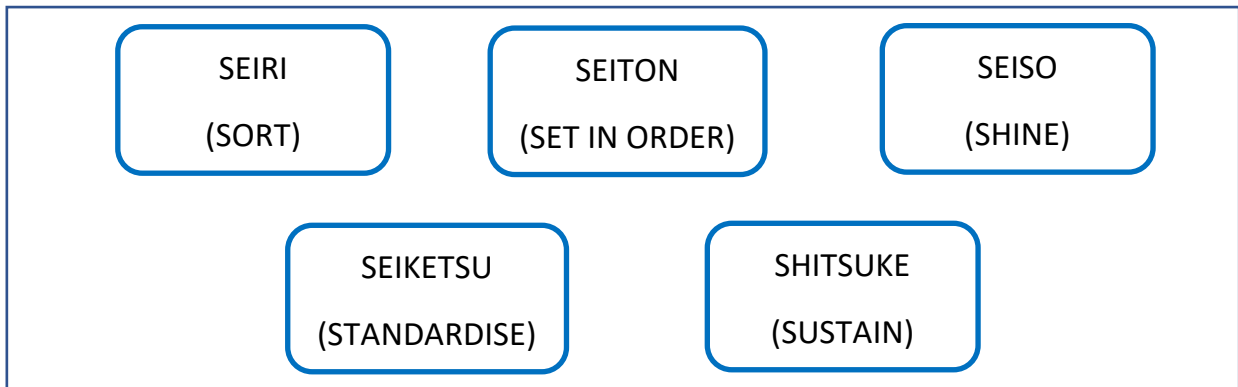 SEIRI
(SORT)
SEITON
(SET IN ORDER)
SEISO
(SHINE)
SEIKETSU
(STANDARDISE)
SHITSUKE
(SUSTAIN)